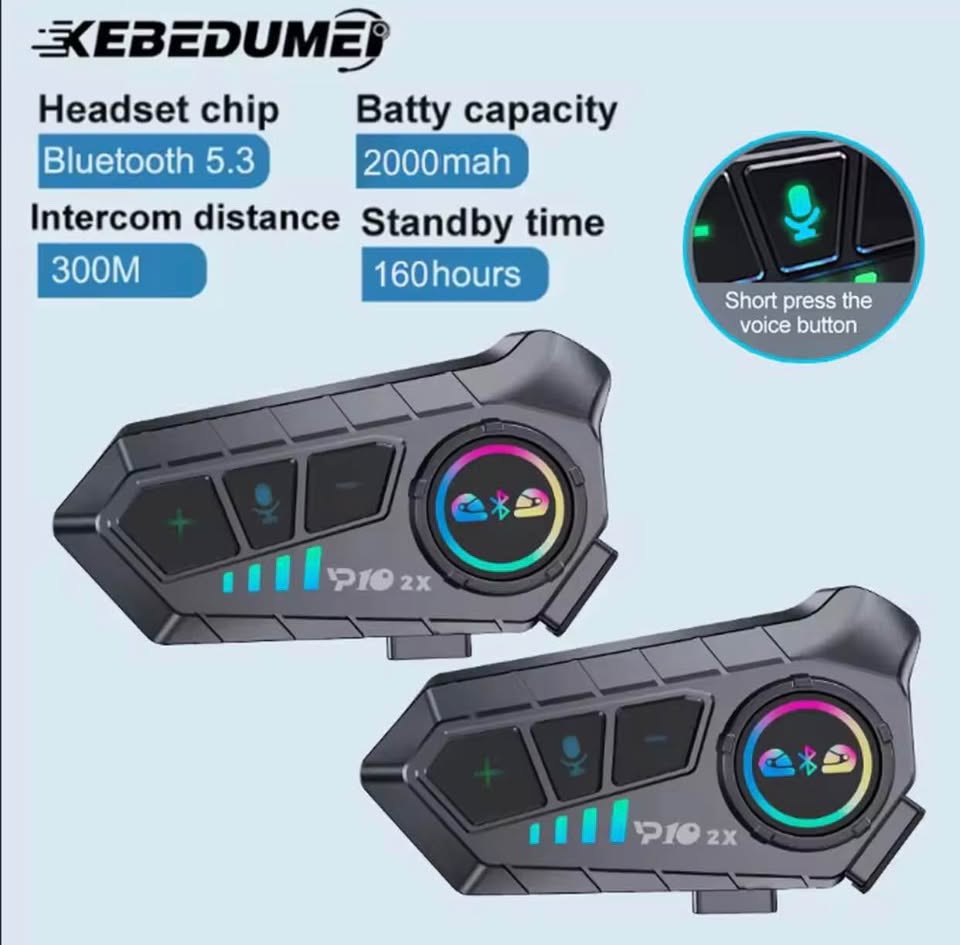 KEBEDUMEI
Headset chip
Bluetooth 5.3
Batty capacity
2000mah
Intercom distance
300M
Standby time
160hours
Short press the
voice button
P10 2X
P10 2X